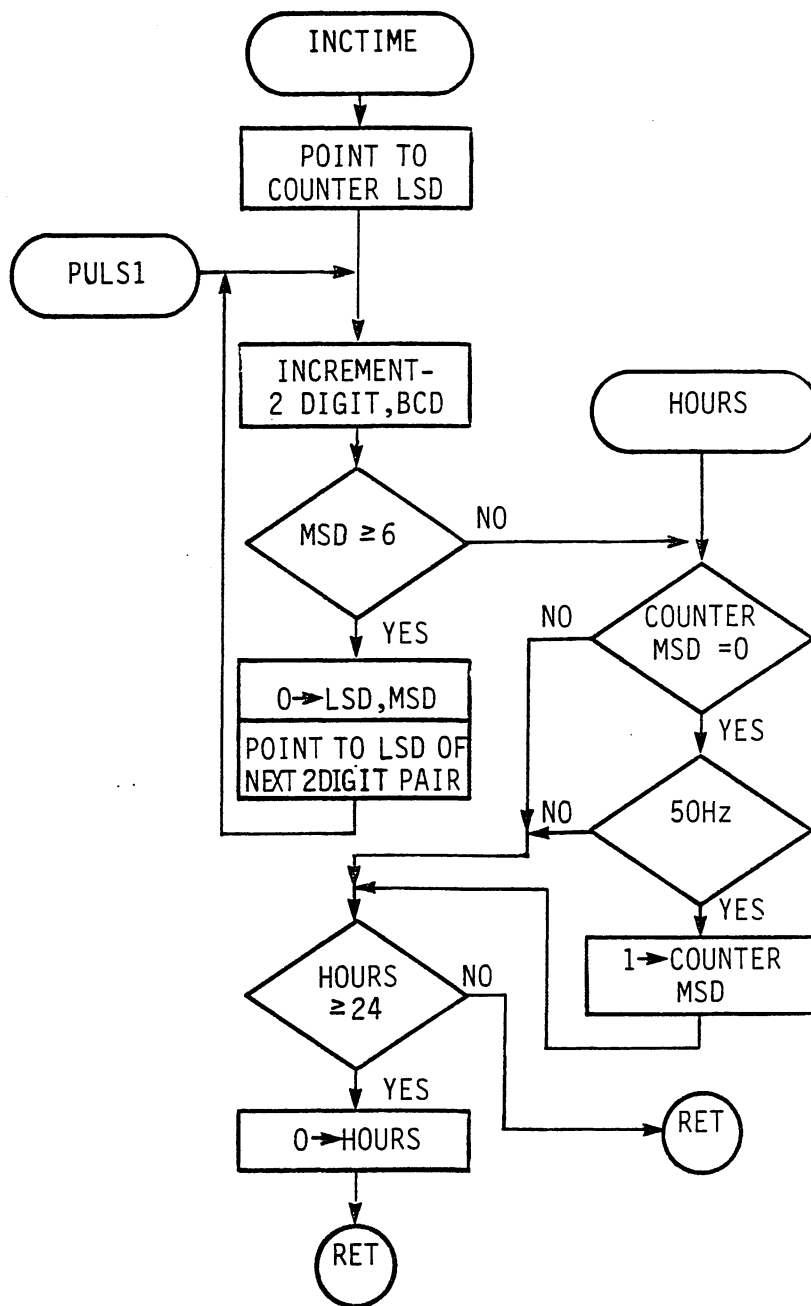 INCTIME
POINT TO
COUNTER LSD
PULS1
INCREMENT-
2 DIGIT,BCD
HOURS
MSD ≥6
NO
YES
COUNTER
MSD =0
NO
YES
0→LSD,MSD
POINT TO LSD OF
NEXT 2DIGIT PAIR
50Hz
NO
YES
1→COUNTER
MSD
HOURS
≥24
NO
YES
0→HOURS
RET
RET